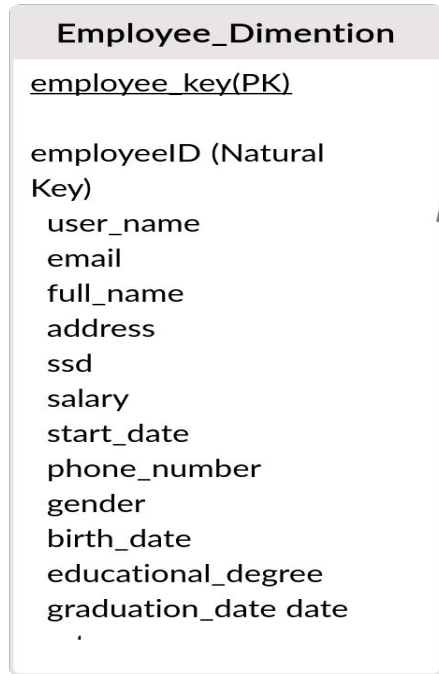 Employee_Dimention
employee_key(PK)
employeeID (Natural
Key)
user_name
email
full_name
address
ssd
salary
start_date
phone_number
gender
birth_date
educational_degree
graduation_date date